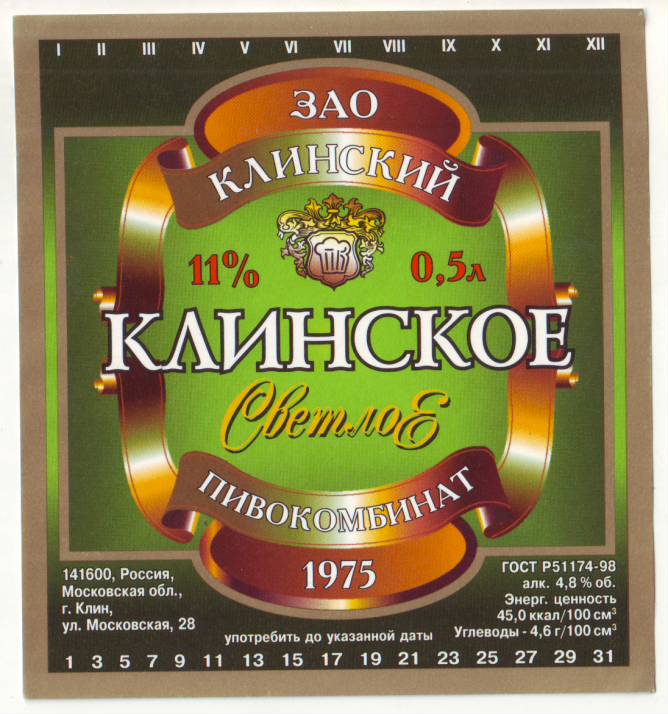 I II III IV V VI VII VIII IX X XI XII
ЗАО
КЛИНСКИЙ
11% 0,5л
КЛИНСКОЕ
Светлое
ПИВОКОМБИНАТ
1975
141600, Россия,
Московская обл.,
г. Клин,
ул. Московская, 28
ГОСТ Р51174-98
алк. 4,8 % об.
Энерг. ценность
45,0 ккал/100 см³
Углеводы - 4,6 г/100 см³
употребить до указанной даты
1 3 5 7 9 11 13 15 17 19 21 23 25 27 29 31